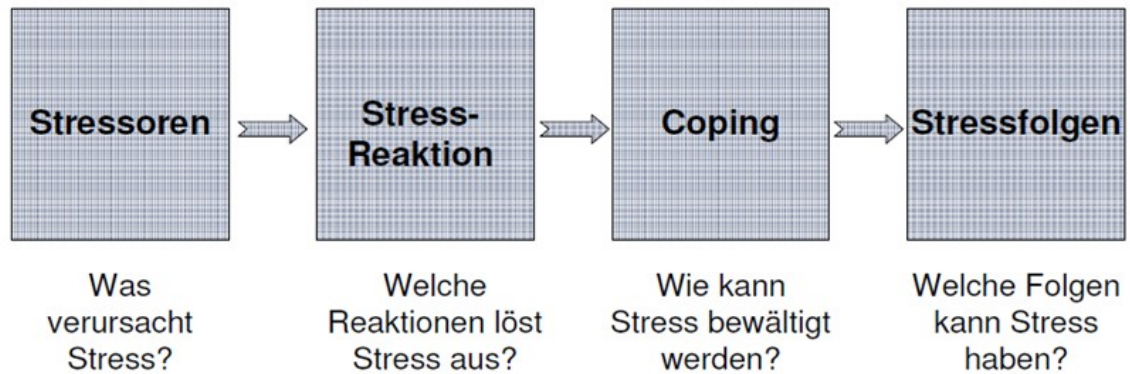 Stressoren
Stress-
Reaktion
Coping
Stressfolgen
Was
verursacht
Stress?
Welche
Reaktionen löst
Stress aus?
Wie kann
Stress bewältigt
werden?
Welche Folgen
kann Stress
haben?